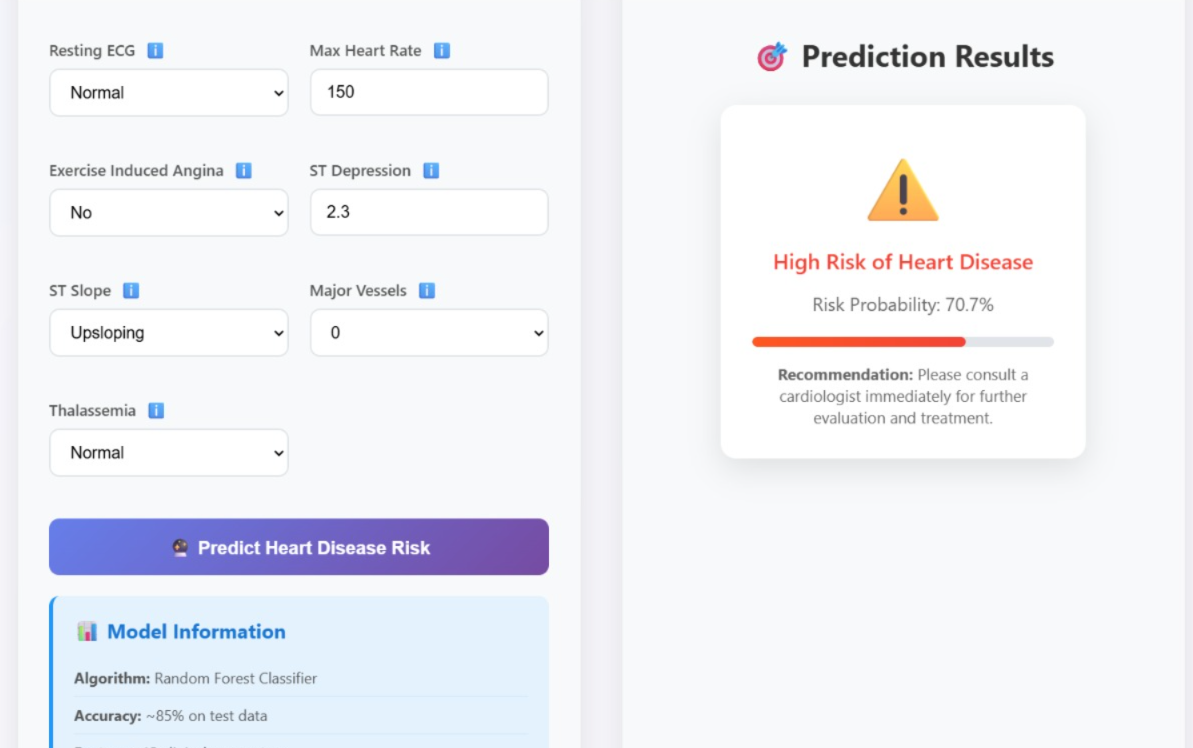 Resting ECG
Max Heart Rate
Normal
150
Exercise Induced Angina
ST Depression
No
2.3
ST Slope
Major Vessels
Upsloping
0
Thalassemia
Normal
Predict Heart Disease Risk
Model Information
Algorithm: Random Forest Classifier
Accuracy: ~85% on test data
Prediction Results
High Risk of Heart Disease
Risk Probability: 70.7%
Recommendation: Please consult a
cardiologist immediately for further
evaluation and treatment.